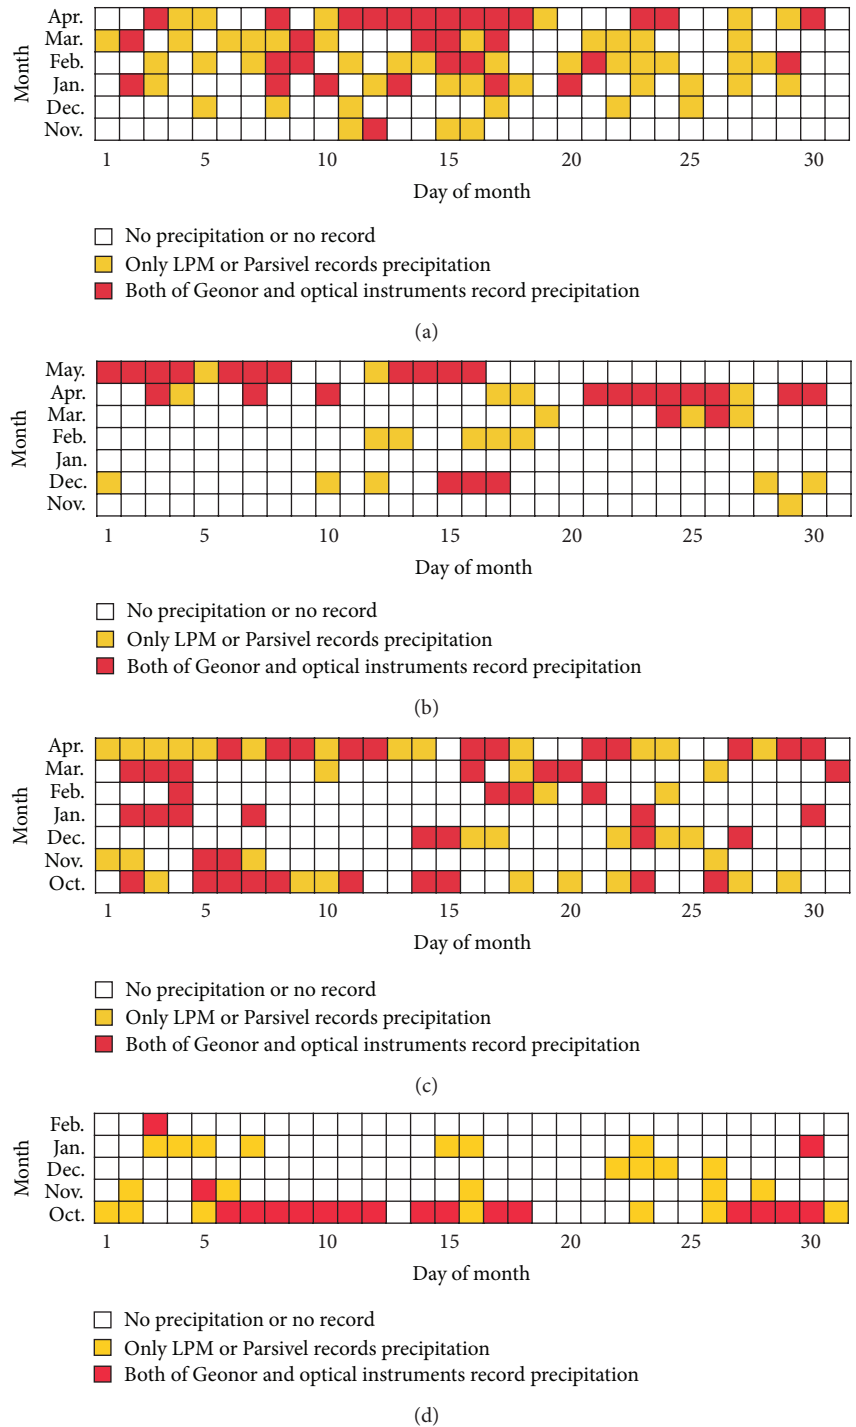 Month
Apr.
Mar.
Feb.
Jan.
Dec.
Nov.
1 5 10 15 20 25 30
Day of month
No precipitation or no record
Only LPM or Parsivel records precipitation
Both of Geonor and optical instruments record precipitation
(a)
Month
May.
Apr.
Mar.
Feb.
Jan.
Dec.
Nov.
1 5 10 15 20 25 30
Day of month
No precipitation or no record
Only LPM or Parsivel records precipitation
Both of Geonor and optical instruments record precipitation
(b)
Month
Apr.
Mar.
Feb.
Jan.
Dec.
Nov.
Oct.
1 5 10 15 20 25 30
Day of month
No precipitation or no record
Only LPM or Parsivel records precipitation
Both of Geonor and optical instruments record precipitation
(c)
Month
Feb.
Jan.
Dec.
Nov.
Oct.
1 5 10 15 20 25 30
Day of month
No precipitation or no record
Only LPM or Parsivel records precipitation
Both of Geonor and optical instruments record precipitation
(d)